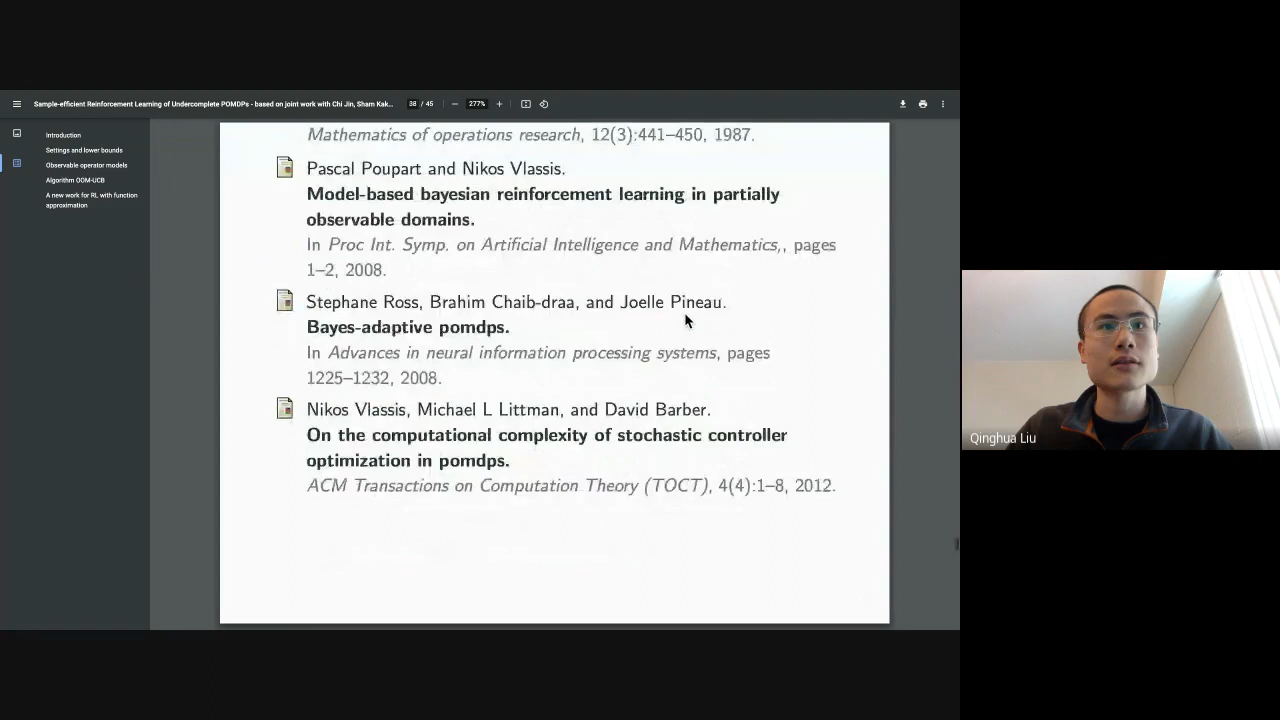 Sample-efficient Reinforcement Learning of Undercomplete POMDPs - based on joint work with Chi Jin, Sham Kak...
38 / 45
277%
Introduction
Settings and lower bounds
Observable operator models
Algorithm OOM-UCB
A new work for RL with function
approximation
Mathematics of operations research, 12(3):441–450, 1987.
Pascal Poupart and Nikos Vlassis.
Model-based bayesian reinforcement learning in partially
observable domains.
In Proc Int. Symp. on Artificial Intelligence and Mathematics,, pages
1–2, 2008.
Stephane Ross, Brahim Chaib-draa, and Joelle Pineau.
Bayes-adaptive pomdps.
In Advances in neural information processing systems, pages
1225–1232, 2008.
Nikos Vlassis, Michael L Littman, and David Barber.
On the computational complexity of stochastic controller
optimization in pomdps.
ACM Transactions on Computation Theory (TOCT), 4(4):1–8, 2012.
Qinghua Liu